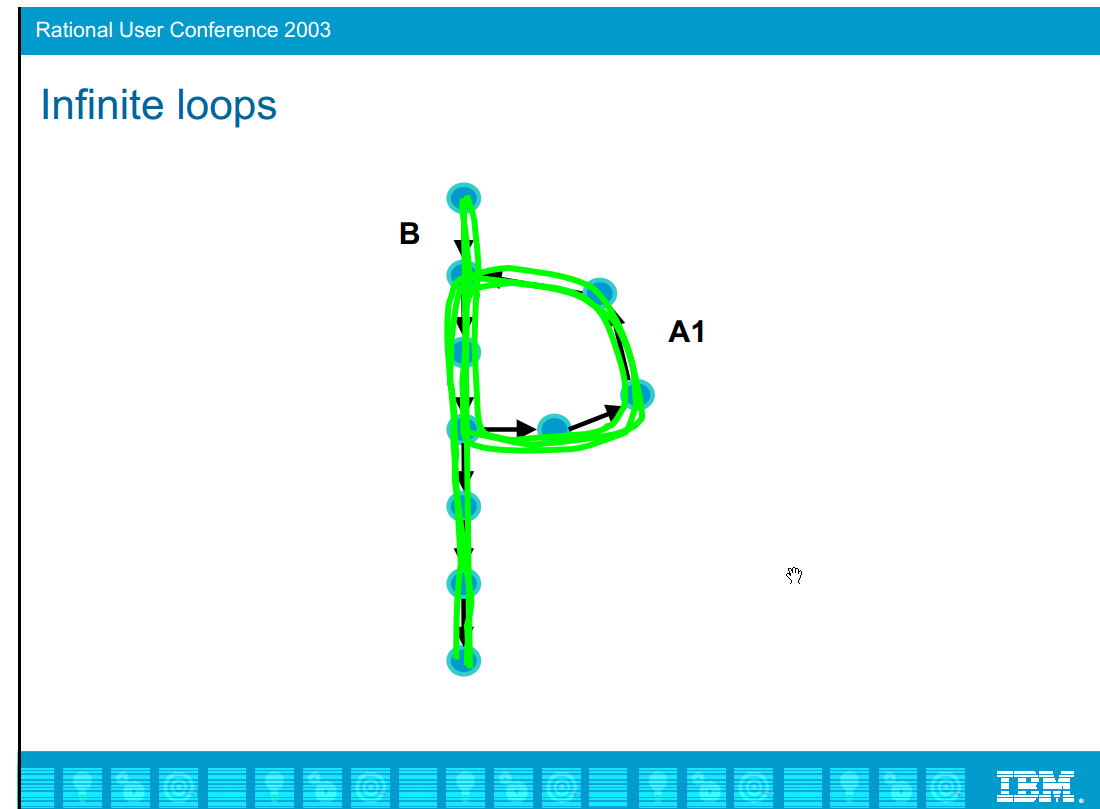 Rational User Conference 2003
Infinite loops
B
A1
IBM.